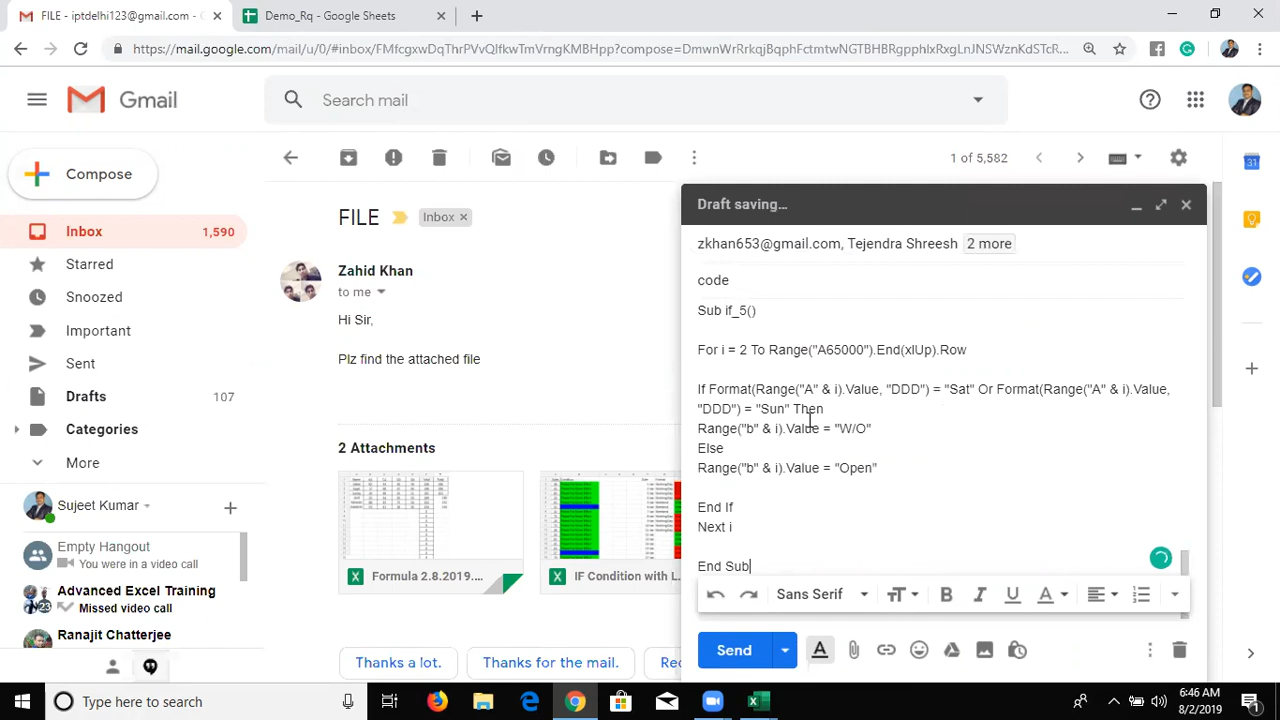 FILE - iptdelhi123@gmail.com - G
Demo_Rq - Google Sheets
https://mail.google.com/mail/u/0/#inbox/
Gmail
Search mail
Compose
1 of 5,582
Inbox 1,590
Starred
Snoozed
Important
Sent
Drafts 107
Categories
More
Sujeet Kumar
Empty Hangout
You were in a video call
Advanced Excel Training
Missed video call
Ranajit Chatterjee
FILE
Inbox
Zahid Khan
to me
Hi Sir,
Plz find the attached file
2 Attachments
Formula 2.8.2019....
IF Condition with L...
Thanks a lot.
Thanks for the mail.
Draft saving...
zkhan653@gmail.com, Tejendra Shreesh 2 more
code
Sub if_5()
For i = 2 To Range("A65000").End(xlUp).Row
If Format(Range("A" & i).Value, "DDD") = "Sat" Or Format(Range("A" & i).Value,
"DDD") = "Sun" Then
Range("b" & i).Value = "W/O"
Else
Range("b" & i).Value = "Open"
End If
Next i
End Sub
Sans Serif
Send
31
23
Type here to search
6:46 AM
8/2/2019